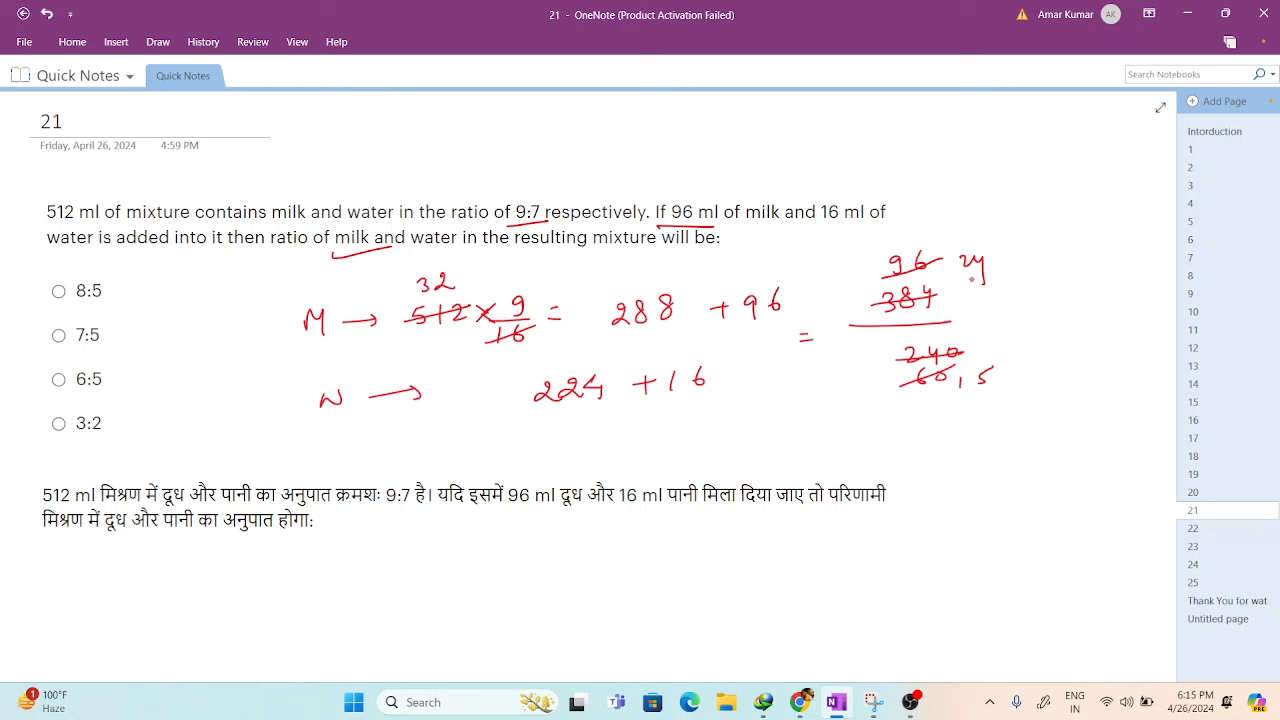 21 - OneNote (Product Activation Failed)
Amar Kumar AK
File Home Insert Draw History Review View Help
Quick Notes
Quick Notes
Search Notebooks
21
Friday, April 26, 2024 4:59 PM
Add Page
Intorduction
1
2
3
4
5
6
7
8
9
10
11
12
13
14
15
16
17
18
19
20
21
22
23
24
25
Thank You for wat
Untitled page
512 ml of mixture contains milk and water in the ratio of 9:7 respectively. If 96 ml of milk and 16 ml of
water is added into it then ratio of milk and water in the resulting mixture will be:
8:5
7:5
6:5
3:2
32
M → 512 × 9/16 = 288 + 96
W → 224 + 16
96 24
= 384
240
60, 5
512 ml मिश्रण में दूध और पानी का अनुपात क्रमशः 9:7 है। यदि इसमें 96 ml दूध और 16 ml पानी मिला दिया जाए तो परिणामी
मिश्रण में दूध और पानी का अनुपात होगा:
1
100°F
Haze
Search
ENG
IN
6:15 PM
4/26/2024